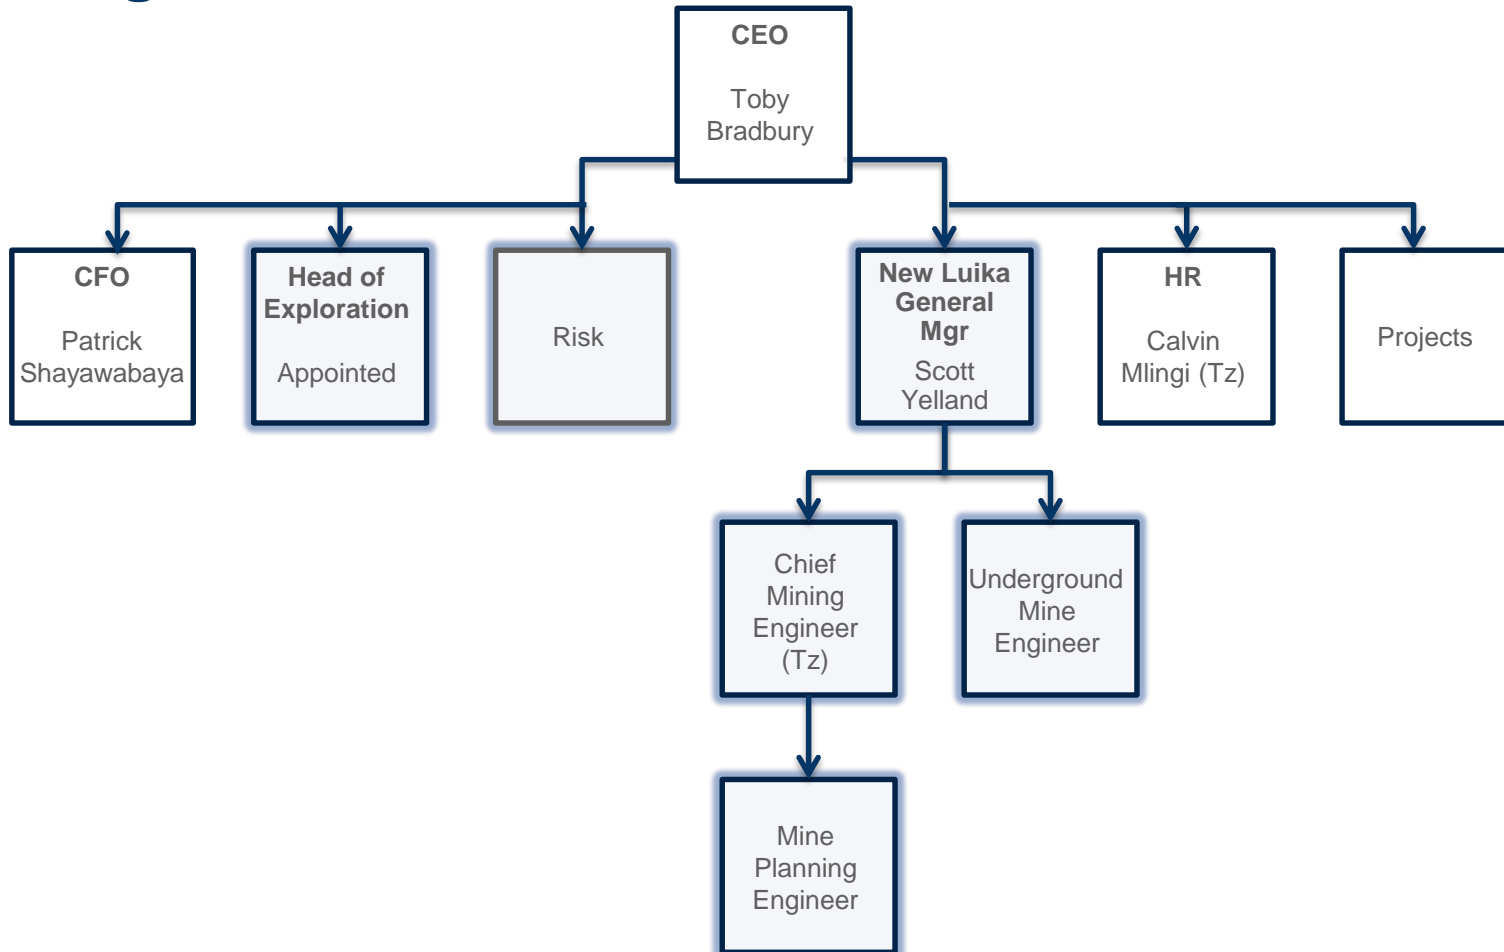 CEO
Toby
Bradbury
CFO
Patrick
Shayawabaya
Head of
Exploration
Appointed
Risk
New Luika
General
Mgr
Scott
Yelland
HR
Calvin
Mlingi (Tz)
Projects
Chief
Mining
Engineer
(Tz)
Underground
Mine
Engineer
Mine
Planning
Engineer